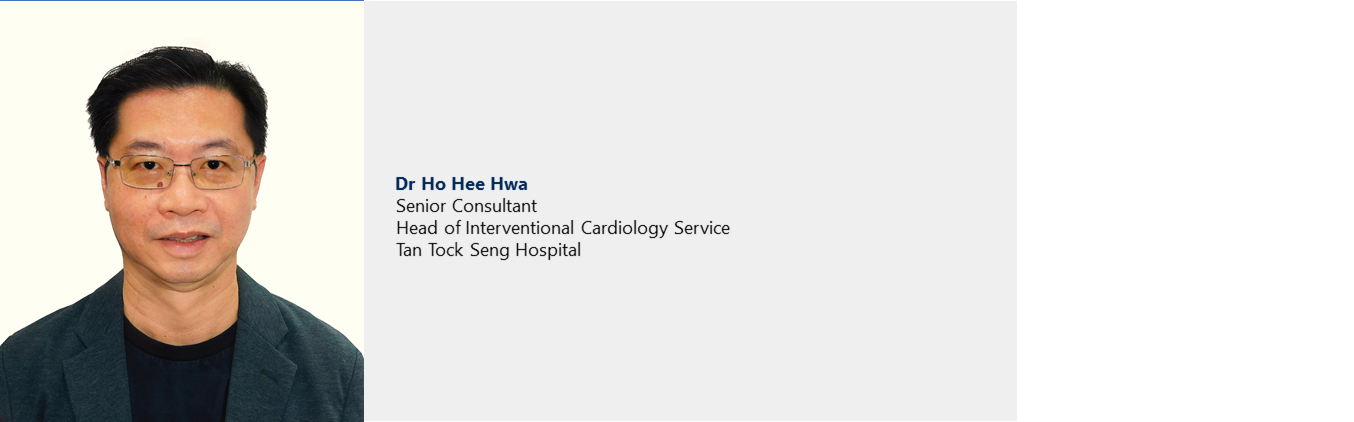 Dr Ho Hee Hwa
Senior Consultant
Head of Interventional Cardiology Service
Tan Tock Seng Hospital